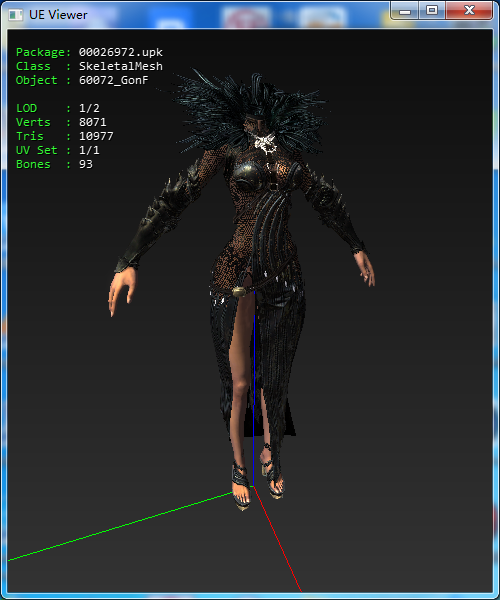 UE Viewer
Package: 00026972.upk
Class : SkeletalMesh
Object : 60072_GonF
LOD : 1/2
Verts : 8071
Tris : 10977
UV Set : 1/1
Bones : 93